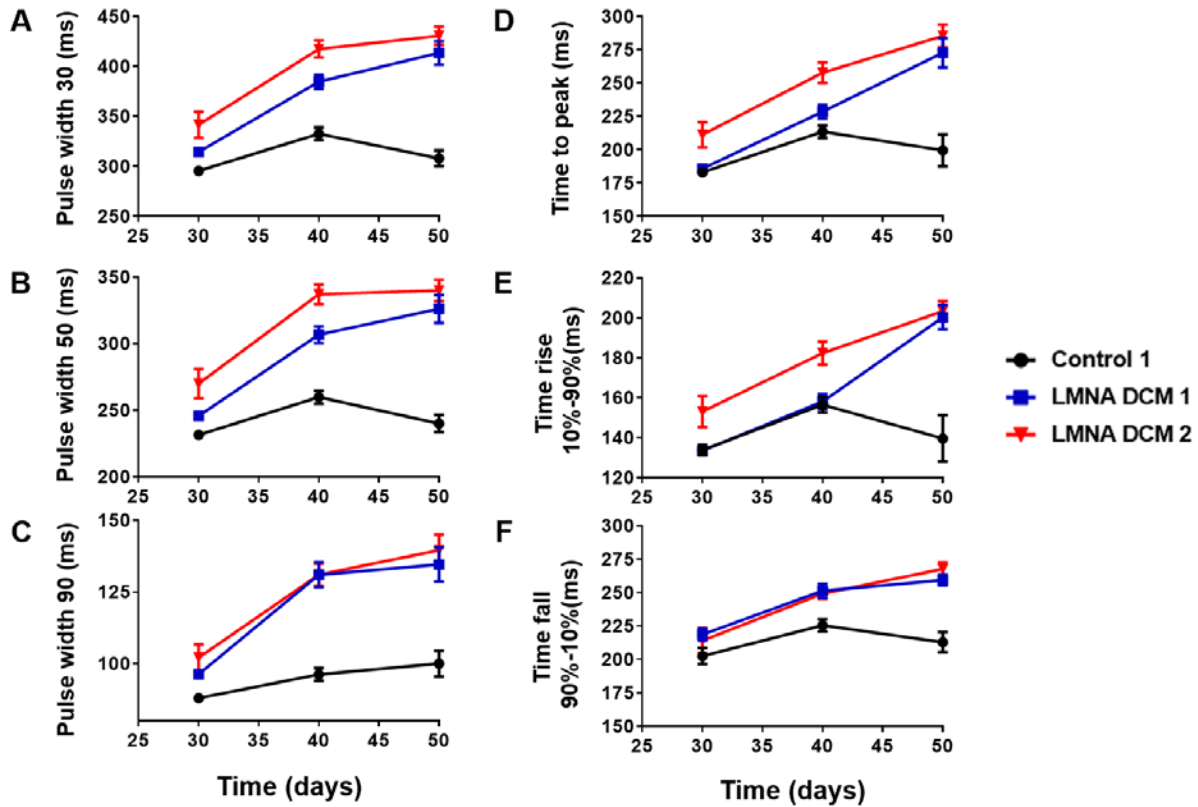 A
Pulse width 30 (ms)
450
400
350
300
250
25 30 35 40 45 50
D
Time to peak (ms)
300
275
250
225
200
175
150
25 30 35 40 45 50
B
Pulse width 50 (ms)
350
300
250
200
25 30 35 40 45 50
E
Time rise
10%-90%(ms)
220
200
180
160
140
120
25 30 35 40 45 50
Control 1
LMNA DCM 1
LMNA DCM 2
C
Pulse width 90 (ms)
150
125
100
25 30 35 40 45 50
Time (days)
F
Time fall
90%-10%(ms)
300
275
250
225
200
175
150
25 30 35 40 45 50
Time (days)